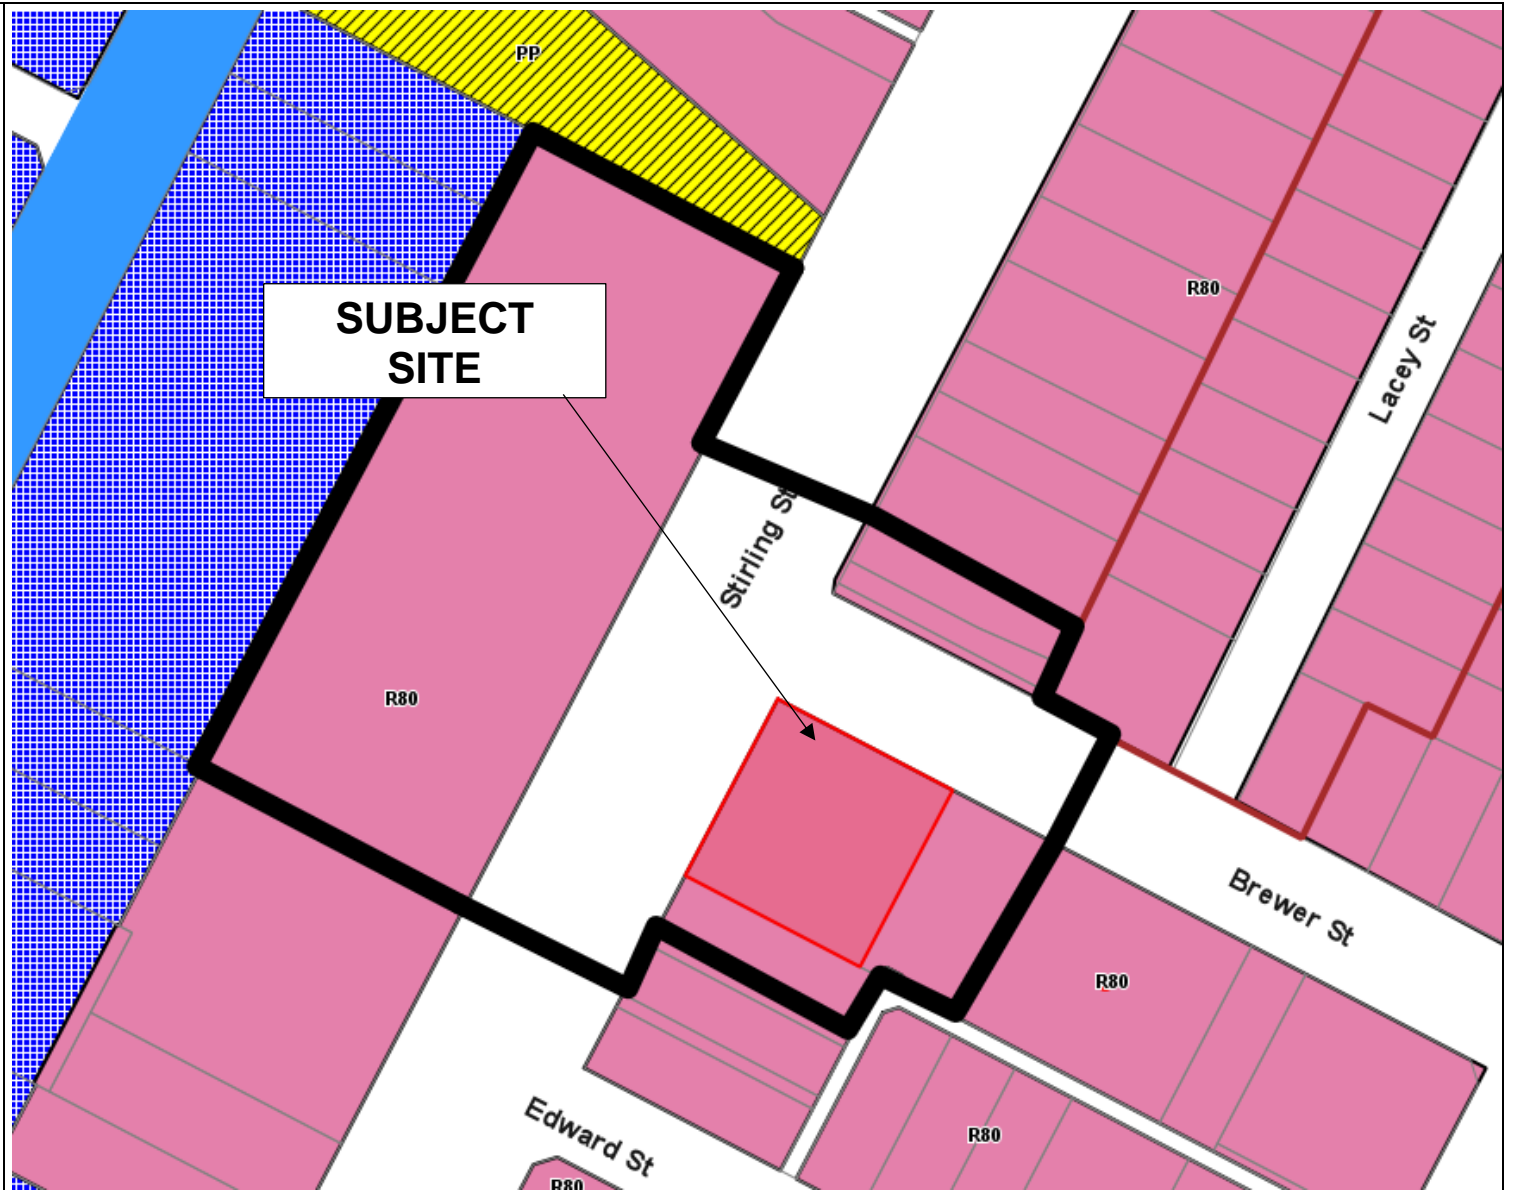 PP
R80
SUBJECT
SITE
Lacey St
Stirling St
R80
Brewer St
R80
Edward St
R80
R80